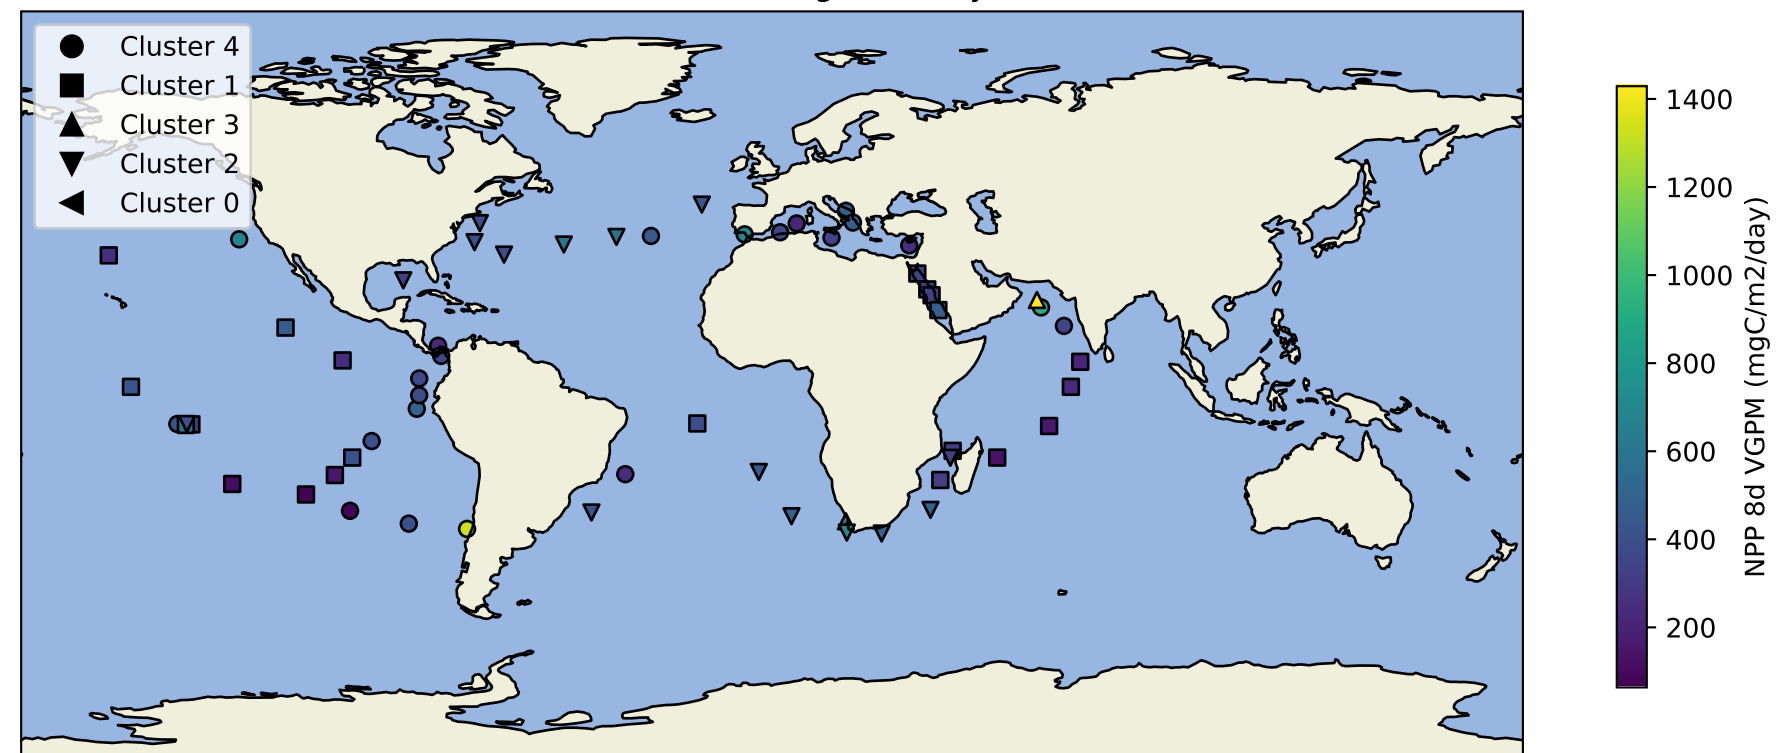 Cluster 4
Cluster 1
Cluster 3
Cluster 2
Cluster 0
1400
1200
1000
800
600
400
200
NPP 8d VGPM (mgC/m2/day)